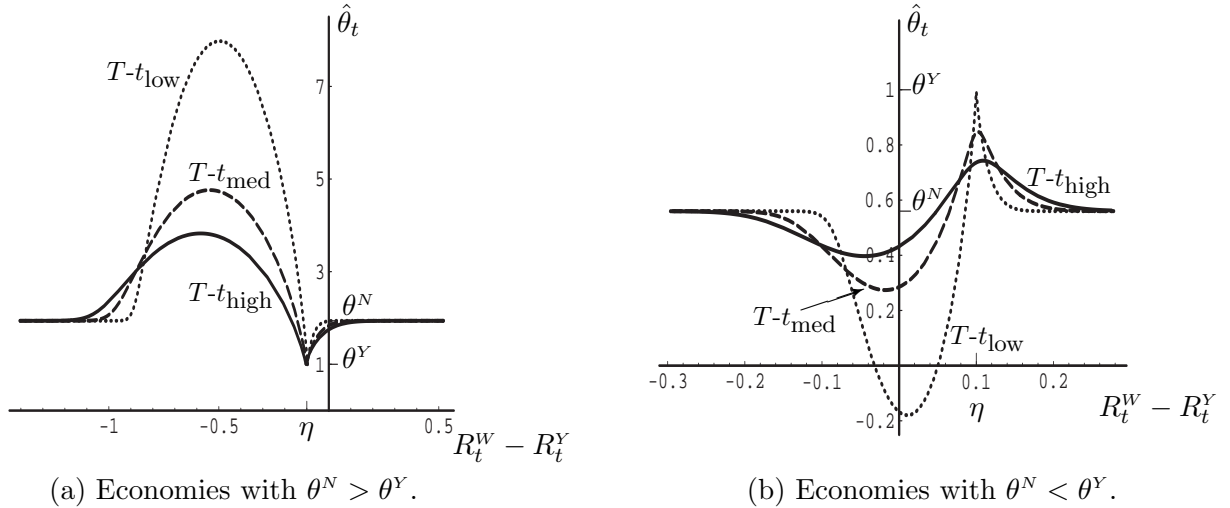 θ̂_t
7
5
3
1
T-t_low
T-t_med
T-t_high
θ^N
θ^Y
-1
-0.5
η
0.5
R_t^W − R_t^Y
(a) Economies with θ^N > θ^Y.
θ̂_t
1
θ^Y
0.8
0.6
θ^N
0.4
0.2
-0.2
T-t_high
T-t_med
T-t_low
-0.3
-0.2
-0.1
0.1
0.2
η
R_t^W − R_t^Y
(b) Economies with θ^N < θ^Y.